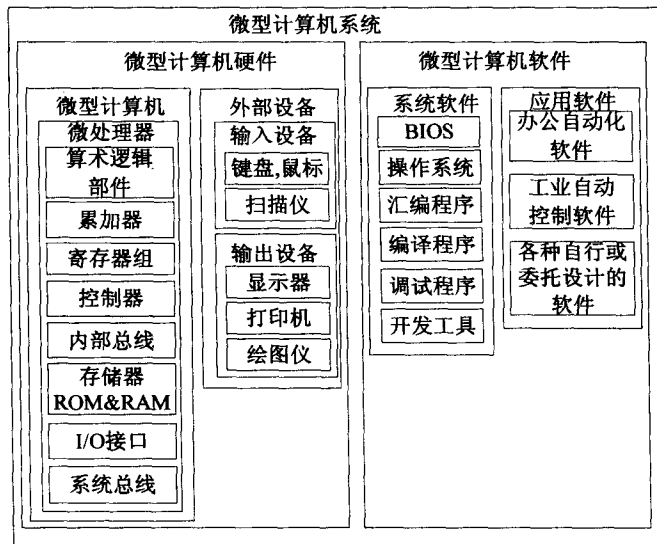 微型计算机系统
微型计算机硬件
微型计算机
微处理器
算术逻辑
部件
累加器
寄存器组
控制器
内部总线
存储器
ROM&RAM
I/O接口
系统总线
外部设备
输入设备
键盘,鼠标
扫描仪
输出设备
显示器
打印机
绘图仪
微型计算机软件
系统软件
BIOS
操作系统
汇编程序
编译程序
调试程序
开发工具
应用软件
办公自动化
软件
工业自动
控制软件
各种自行或
委托设计的
软件